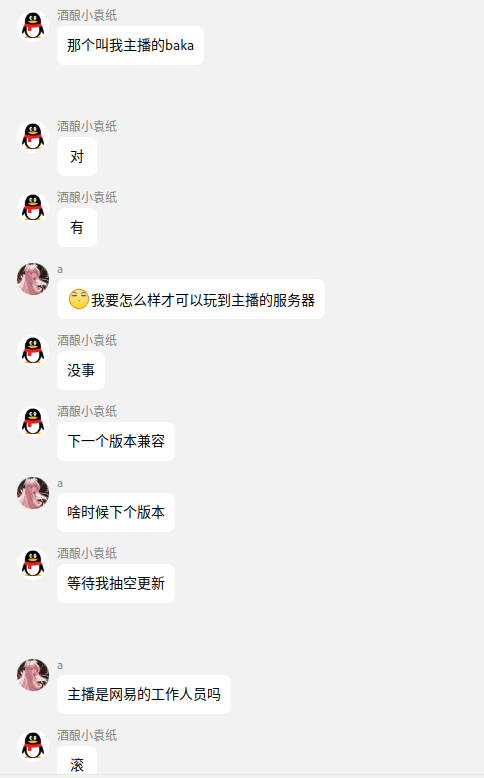 酒酿小袁纸
那个叫我主播的baka
酒酿小袁纸
对
酒酿小袁纸
有
a
我要怎么样才可以玩到主播的服务器
酒酿小袁纸
没事
酒酿小袁纸
下一个版本兼容
a
啥时候下个版本
酒酿小袁纸
等待我抽空更新
a
主播是网易的工作人员吗
酒酿小袁纸
滚